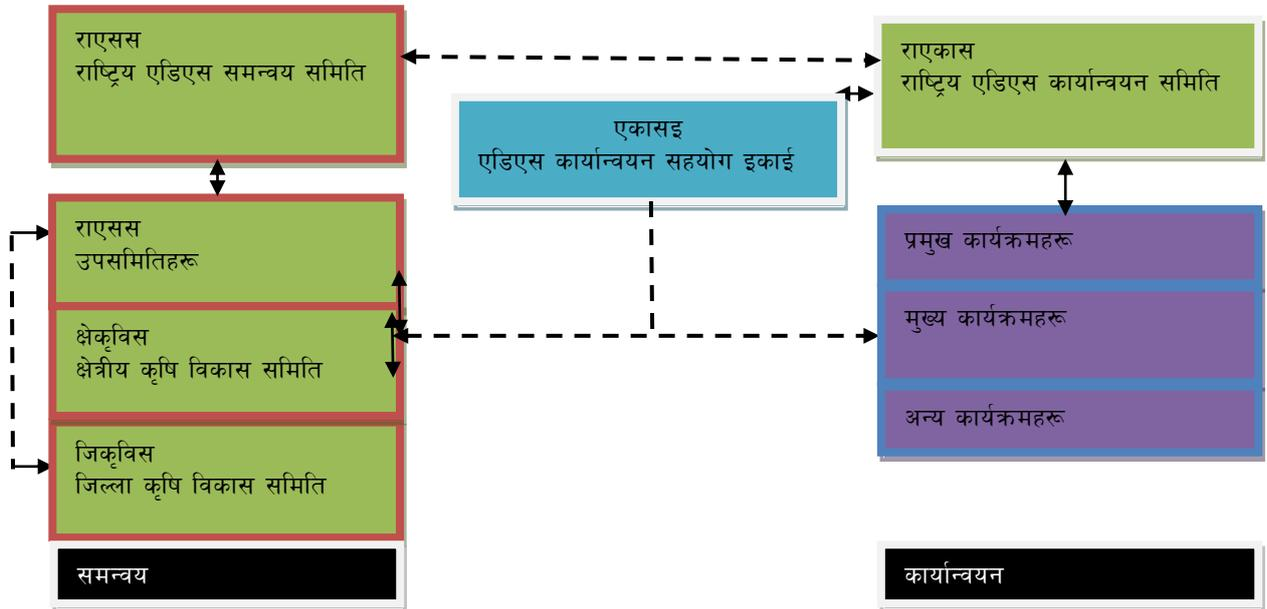 राएसस
राष्ट्रिय एडिएस समन्वय समिति
राएकास
राष्ट्रिय एडिएस कार्यान्वयन समिति
एकासइ
एडिएस कार्यान्वयन सहयोग इकाई
राएसस
उपसमितिहरू
क्षेकृविस
क्षेत्रीय कृषि विकास समिति
जिकृविस
जिल्ला कृषि विकास समिति
प्रमुख कार्यक्रमहरू
मुख्य कार्यक्रमहरू
अन्य कार्यक्रमहरू
समन्वय
कार्यान्वयन